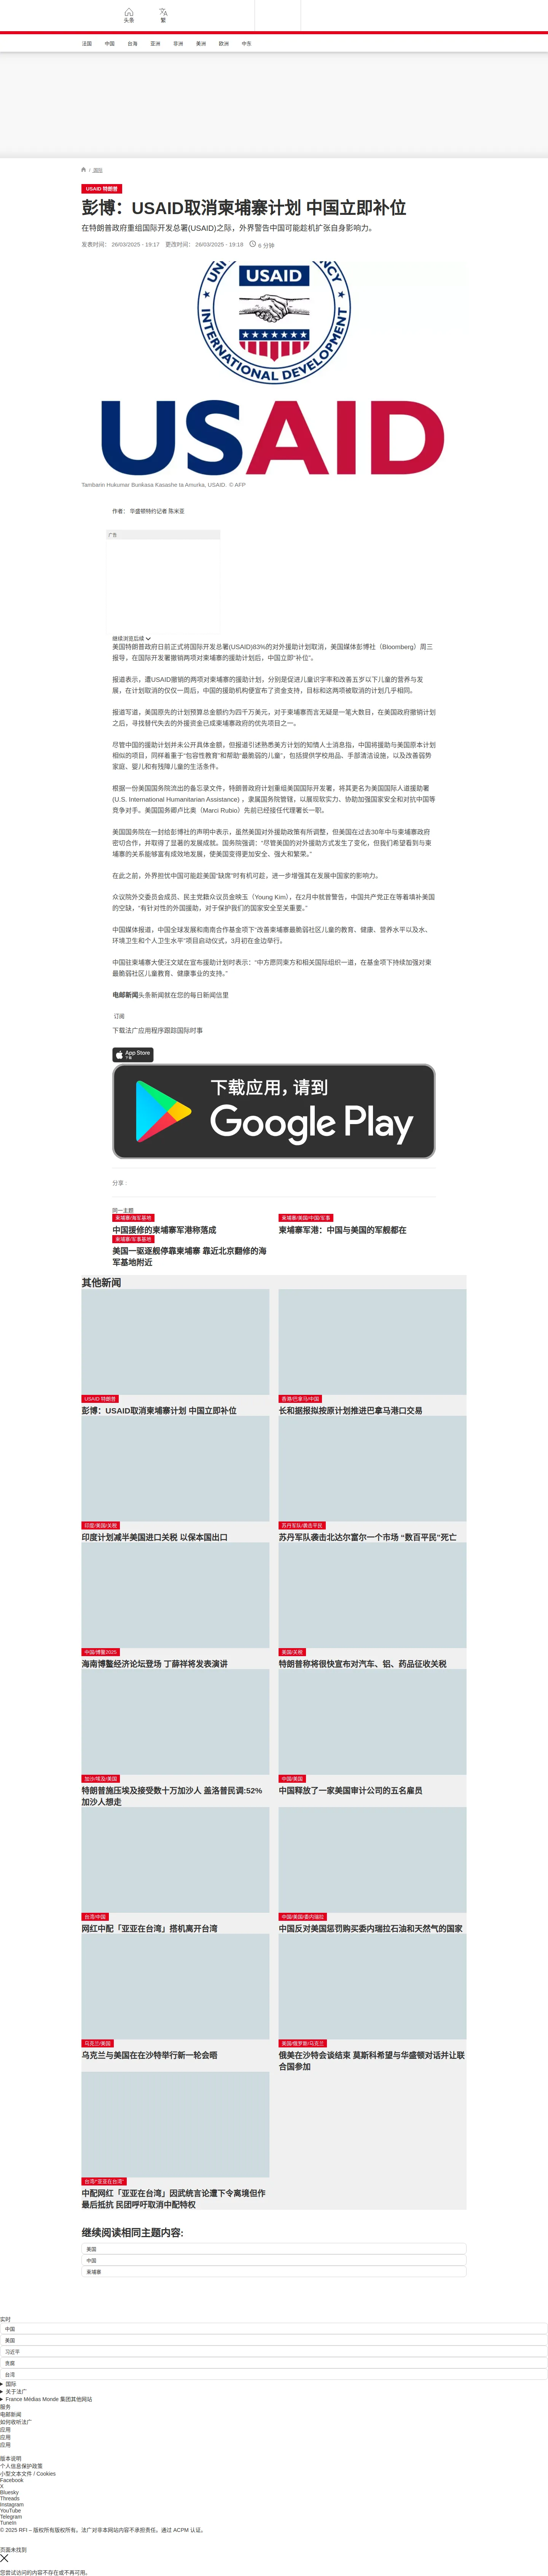 头条
繁
法国
中国
台海
亚洲
非洲
美洲
欧洲
中东
/ 国际
USAID 特朗普
彭博：USAID取消柬埔寨计划 中国立即补位
在特朗普政府重组国际开发总署(USAID)之际，外界警告中国可能趁机扩张自身影响力。
发表时间： 26/03/2025 - 19:17 更改时间： 26/03/2025 - 19:18 6 分钟
USAID
INTERNATIONAL DEVELOPMENT
USAID
Tambarin Hukumar Bunkasa Kasashe ta Amurka, USAID. © AFP
作者： 华盛顿特约记者 陈米亚
广告
继续浏览后续
美国特朗普政府日前正式将国际开发总署(USAID)83%的对外援助计划取消，美国媒体彭博社（Bloomberg）周三
报导，在国际开发署撤销两项对柬埔寨的援助计划后，中国立即“补位”。
报道表示，遭USAID撤销的两项对柬埔寨的援助计划，分别是促进儿童识字率和改善五岁以下儿童的营养与发
展，在计划取消的仅仅一周后，中国的援助机构便宣布了资金支持，目标和这两项被取消的计划几乎相同。
报道写道，美国原先的计划预算总金额约为四千万美元，对于柬埔寨而言无疑是一笔大数目，在美国政府撤销计划
之后，寻找替代失去的外援资金已成柬埔寨政府的优先项目之一。
尽管中国的援助计划并未公开具体金额，但报道引述熟悉美方计划的知情人士消息指，中国将援助与美国原本计划
相似的项目，同样着重于“包容性教育”和帮助“最脆弱的儿童”，包括提供学校用品、手部清洁设施，以及改善弱势
家庭、婴儿和有残障儿童的生活条件。
根据一份美国国务院流出的备忘录文件，特朗普政府计划重组美国国际开发署，将其更名为美国国际人道援助署
(U.S. International Humanitarian Assistance) ，隶属国务院管辖，以展现软实力、协助加强国家安全和对抗中国等
竞争对手。美国国务卿卢比奥（Marci Rubio）先前已经接任代理署长一职。
美国国务院在一封给彭博社的声明中表示，虽然美国对外援助政策有所调整，但美国在过去30年中与柬埔寨政府
密切合作，并取得了显著的发展成就。国务院强调：“尽管美国的对外援助方式发生了变化，但我们希望看到与柬
埔寨的关系能够富有成效地发展，使美国变得更加安全、强大和繁荣。”
在此之前，外界担忧中国可能趁美国“缺席”时有机可趁，进一步增强其在发展中国家的影响力。
众议院外交委员会成员、民主党籍众议员金映玉（Young Kim），在2月中就曾警告，中国共产党正在等着填补美国
的空缺，“有针对性的外国援助，对于保护我们的国家安全至关重要。”
中国媒体报道，中国全球发展和南南合作基金项下“改善柬埔寨最脆弱社区儿童的教育、健康、营养水平以及水、
环境卫生和个人卫生水平”项目启动仪式，3月初在金边举行。
中国驻柬埔寨大使汪文斌在宣布援助计划时表示：“中方愿同柬方和相关国际组织一道，在基金项下持续加强对柬
最脆弱社区儿童教育、健康事业的支持。”
电邮新闻头条新闻就在您的每日新闻信里
订阅
下载法广应用程序跟踪国际时事
App Store
下载
下载应用，请到
Google Play
分享 :
同一主题
柬埔寨/海军基地
中国援修的柬埔寨军港称落成
柬埔寨/美国/中国/军事
柬埔寨军港：中国与美国的军舰都在
柬埔寨/军事基地
美国一驱逐舰停靠柬埔寨 靠近北京翻修的海
军基地附近
其他新闻
USAID 特朗普
彭博：USAID取消柬埔寨计划 中国立即补位
香港/巴拿马/中国
长和据报拟按原计划推进巴拿马港口交易
印度/美国/关税
印度计划减半美国进口关税 以保本国出口
苏丹军队/袭击平民
苏丹军队袭击北达尔富尔一个市场 “数百平民”死亡
中国/博鳌2025
海南博鳌经济论坛登场 丁薛祥将发表演讲
美国/关税
特朗普称将很快宣布对汽车、铝、药品征收关税
加沙/埃及/美国
特朗普施压埃及接受数十万加沙人 盖洛普民调:52%
加沙人想走
中国/美国
中国释放了一家美国审计公司的五名雇员
台湾/中国
网红中配「亚亚在台湾」搭机离开台湾
中国/美国/委内瑞拉
中国反对美国惩罚购买委内瑞拉石油和天然气的国家
乌克兰/美国
乌克兰与美国在在沙特举行新一轮会晤
美国/俄罗斯/乌克兰
俄美在沙特会谈结束 莫斯科希望与华盛顿对话并让联
合国参加
台湾/“亚亚在台湾”
中配网红「亚亚在台湾」因武统言论遭下令离境但作
最后抵抗 民团呼吁取消中配特权
继续阅读相同主题内容:
美国
中国
柬埔寨
实时
中国
美国
习近平
贪腐
台湾
国际
关于法广
France Médias Monde 集团其他网站
服务
电邮新闻
如何收听法广
应用
应用
应用
版本说明
个人信息保护政策
小型文本文件 / Cookies
Facebook
X
Bluesky
Threads
Instagram
YouTube
Telegram
TuneIn
© 2025 RFI – 版权所有版权所有。法广对非本网站内容不承担责任。通过 ACPM 认证。
页面未找到
您尝试访问的内容不存在或不再可用。